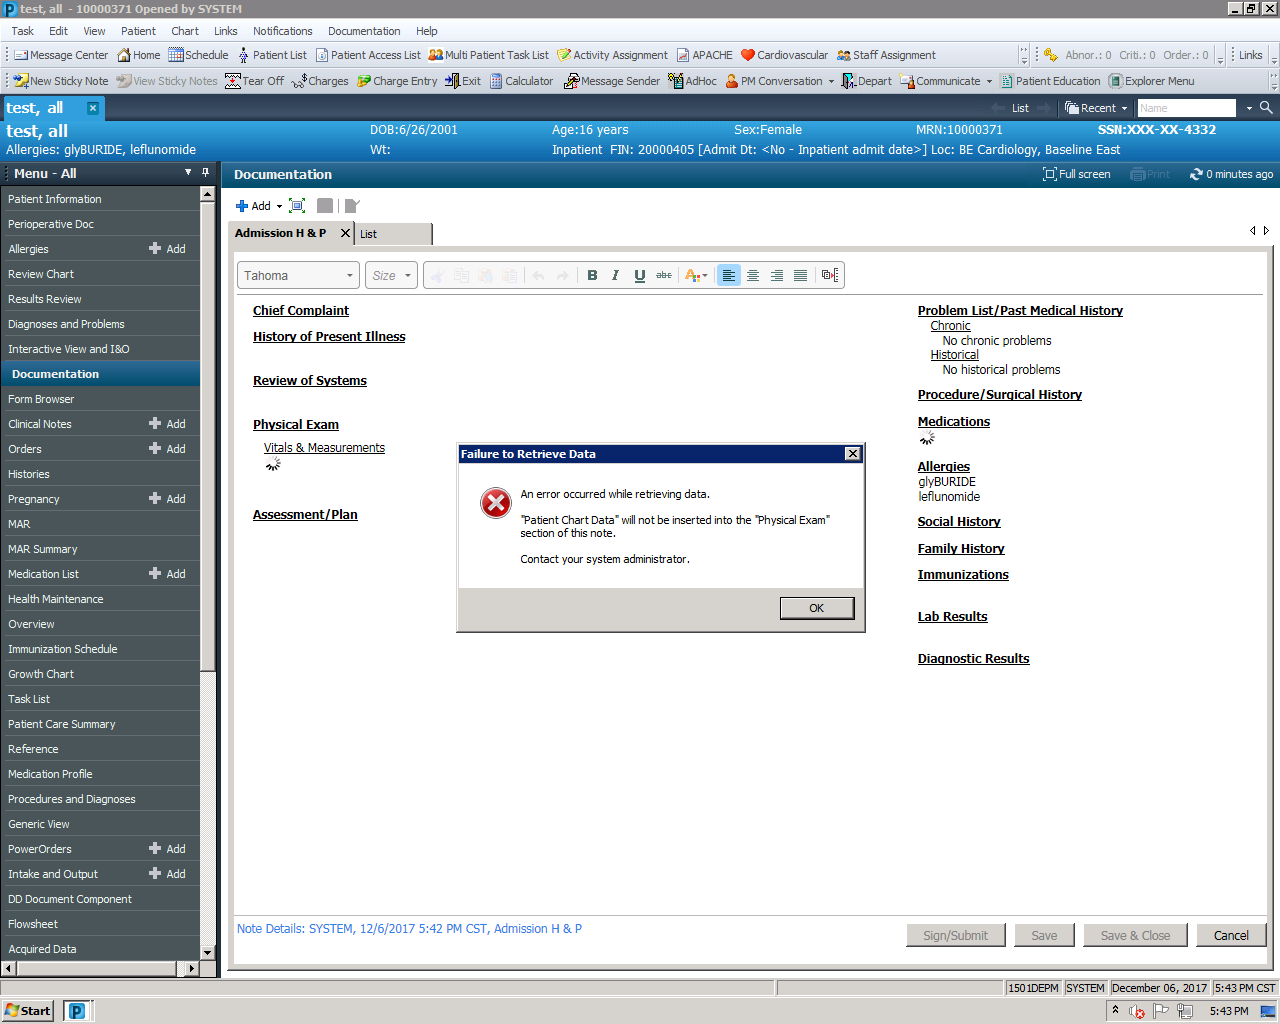 test, all - 10000371 Opened by SYSTEM
Task Edit View Patient Chart Links Notifications Documentation Help
Message Center Home Schedule Patient List Patient Access List Multi Patient Task List Activity Assignment APACHE Cardiovascular Staff Assignment Abnor.: 0 Criti.: 0 Order.: 0 Links
New Sticky Note View Sticky Notes Tear Off Charges Charge Entry Exit Calculator Message Sender AdHoc PM Conversation Depart Communicate Patient Education Explorer Menu
test, all List Recent Name
test, all DOB:6/26/2001 Age:16 years Sex:Female MRN:10000371 SSN:XXX-XX-4332
Allergies: glyBURIDE, leflunomide Wt: Inpatient FIN: 20000405 [Admit Dt: <No - Inpatient admit date>] Loc: BE Cardiology, Baseline East
Menu - All
Patient Information
Perioperative Doc
Allergies Add
Review Chart
Results Review
Diagnoses and Problems
Interactive View and I&O
Documentation
Form Browser
Clinical Notes Add
Orders Add
Histories
Pregnancy Add
MAR
MAR Summary
Medication List Add
Health Maintenance
Overview
Immunization Schedule
Growth Chart
Task List
Patient Care Summary
Reference
Medication Profile
Procedures and Diagnoses
Generic View
PowerOrders Add
Intake and Output Add
DD Document Component
Flowsheet
Acquired Data
Documentation Full screen Print 0 minutes ago
Add
Admission H & P List
Tahoma Size B I U abc A
Chief Complaint
History of Present Illness
Review of Systems
Physical Exam
Vitals & Measurements
Assessment/Plan
Problem List/Past Medical History
Chronic
No chronic problems
Historical
No historical problems
Procedure/Surgical History
Medications
Allergies
glyBURIDE
leflunomide
Social History
Family History
Immunizations
Lab Results
Diagnostic Results
Failure to Retrieve Data
An error occurred while retrieving data.
"Patient Chart Data" will not be inserted into the "Physical Exam"
section of this note.
Contact your system administrator.
OK
Note Details: SYSTEM, 12/6/2017 5:42 PM CST, Admission H & P
Sign/Submit Save Save & Close Cancel
1501DEPM SYSTEM December 06, 2017 5:43 PM CST
Start 5:43 PM